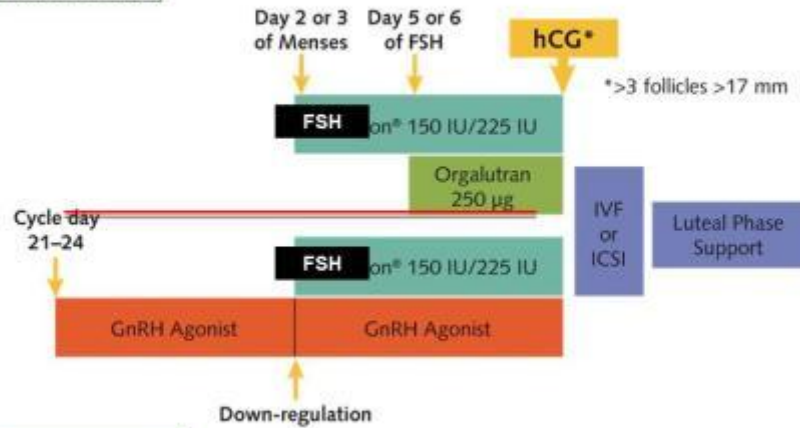 Day 2 or 3
of Menses
Day 5 or 6
of FSH
hCG*
*>3 follicles >17 mm
FSH on® 150 IU/225 IU
Orgalutran
250 µg
Cycle day
21–24
FSH on® 150 IU/225 IU
IVF
or
ICSI
Luteal Phase
Support
GnRH Agonist
GnRH Agonist
Down-regulation